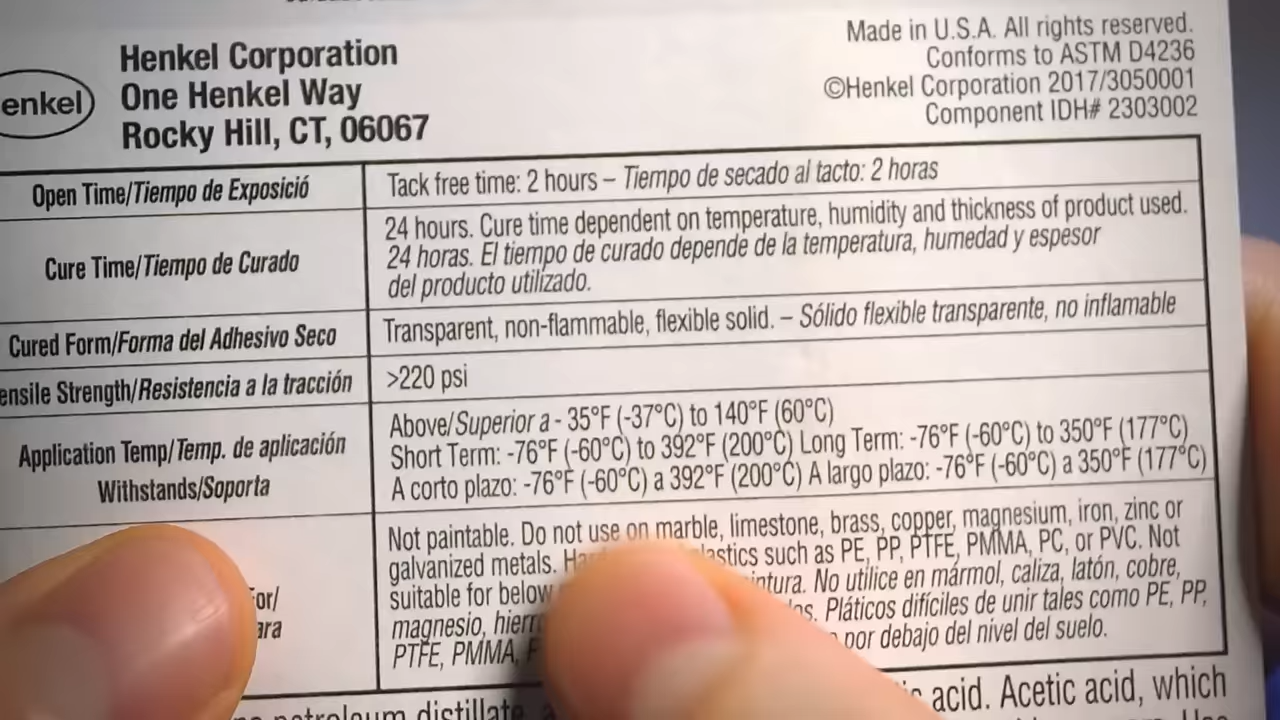 Henkel Corporation
One Henkel Way
Rocky Hill, CT, 06067
enkel
Made in U.S.A. All rights reserved.
Conforms to ASTM D4236
©Henkel Corporation 2017/3050001
Component IDH# 2303002
Open Time/Tiempo de Exposició
Tack free time: 2 hours – Tiempo de secado al tacto: 2 horas
Cure Time/Tiempo de Curado
24 hours. Cure time dependent on temperature, humidity and thickness of product used.
24 horas. El tiempo de curado depende de la temperatura, humedad y espesor
del producto utilizado.
Cured Form/Forma del Adhesivo Seco
Transparent, non-flammable, flexible solid. – Sólido flexible transparente, no inflamable
ensile Strength/Resistencia a la tracción
>220 psi
Application Temp/Temp. de aplicación
Withstands/Soporta
Above/Superior a - 35°F (-37°C) to 140°F (60°C)
Short Term: -76°F (-60°C) to 392°F (200°C) Long Term: -76°F (-60°C) to 350°F (177°C)
A corto plazo: -76°F (-60°C) a 392°F (200°C) A largo plazo: -76°F (-60°C) a 350°F (177°C)
or/
ara
Not paintable. Do not use on marble, limestone, brass, copper, magnesium, iron, zinc or
galvanized metals. lastics such as PE, PP, PTFE, PMMA, PC, or PVC. Not
suitable for below intura. No utilice en mármol, caliza, latón, cobre,
magnesio, hierr os. Pláticos difíciles de unir tales como PE, PP,
PTFE, PMMA, por debajo del nivel del suelo.
petroleum distillate, acid. Acetic acid, which